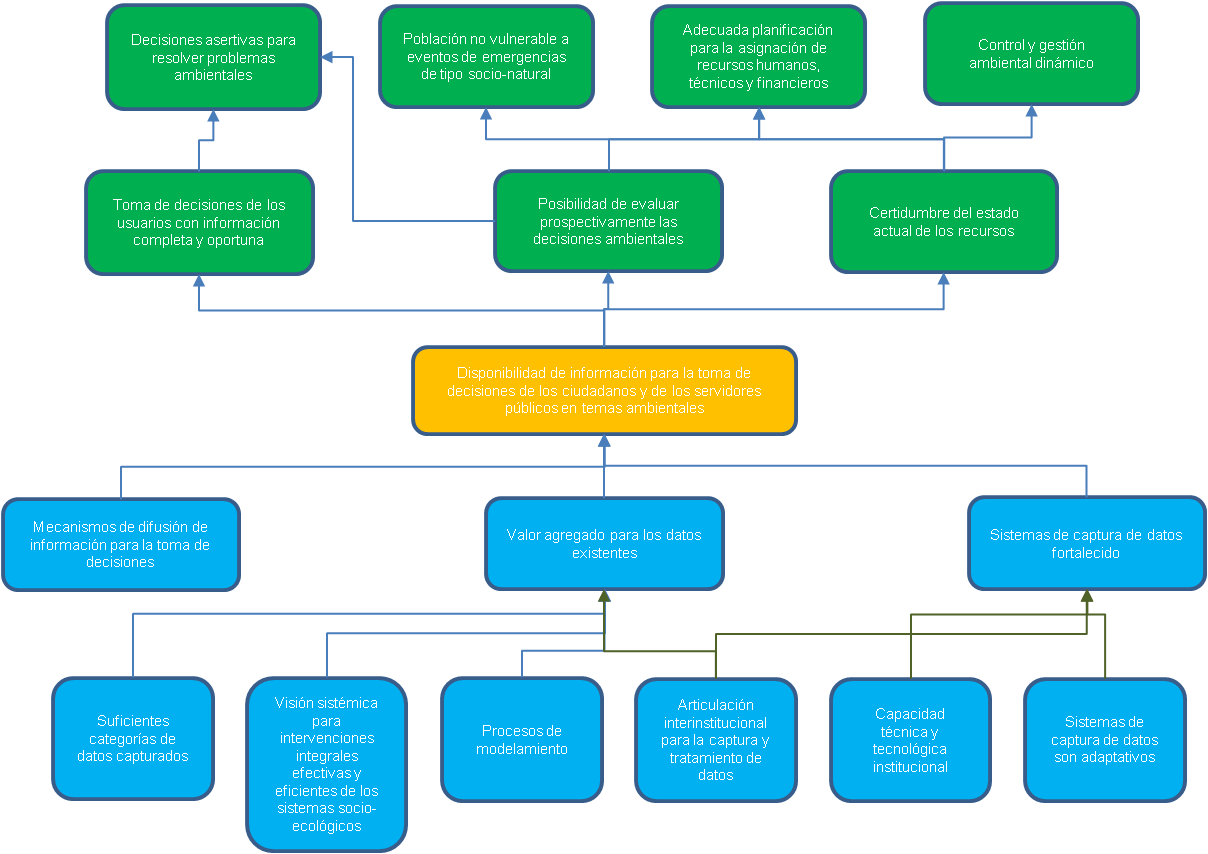 Decisiones asertivas para
resolver problemas
ambientales
Población no vulnerable a
eventos de emergencias
de tipo socio-natural
Adecuada planificación
para la asignación de
recursos humanos,
técnicos y financieros
Control y gestión
ambiental dinámico
Toma de decisiones de los
usuarios con información
completa y oportuna
Posibilidad de evaluar
prospectivamente las
decisiones ambientales
Certidumbre del estado
actual de los recursos
Disponibilidad de información para la toma de
decisiones de los ciudadanos y de los servidores
públicos en temas ambientales
Mecanismos de difusión de
información para la toma de
decisiones
Valor agregado para los datos
existentes
Sistemas de captura de datos
fortalecido
Suficientes
categorías de
datos capturados
Visión sistémica
para
intervenciones
integrales
efectivas y
eficientes de los
sistemas socio-
ecológicos
Procesos de
modelamiento
Articulación
interinstitucional
para la captura y
tratamiento de
datos
Capacidad
técnica y
tecnológica
institucional
Sistemas de
captura de datos
son adaptativos